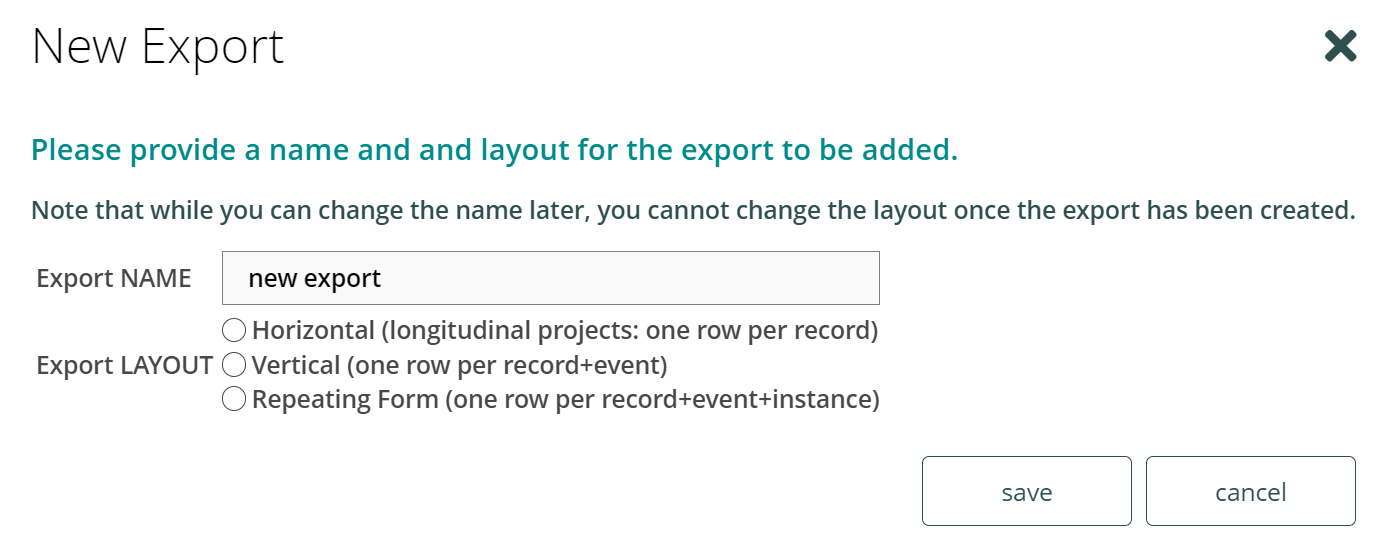 New Export
Please provide a name and and layout for the export to be added.
Note that while you can change the name later, you cannot change the layout once the export has been created.
Export NAME new export
Horizontal (longitudinal projects: one row per record)
Export LAYOUT Vertical (one row per record+event)
Repeating Form (one row per record+event+instance)
save cancel